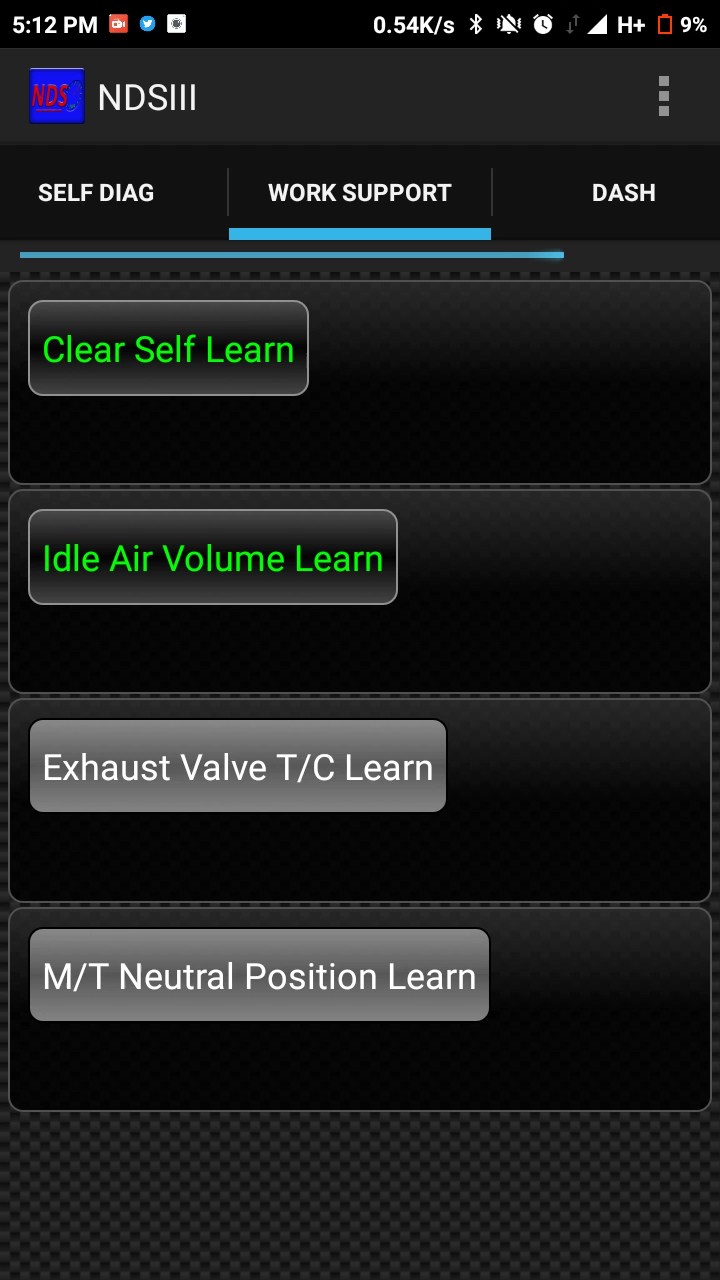 5:12 PM 0.54K/s H+ 9%
NDS NDSIII
SELF DIAG WORK SUPPORT DASH
Clear Self Learn
Idle Air Volume Learn
Exhaust Valve T/C Learn
M/T Neutral Position Learn